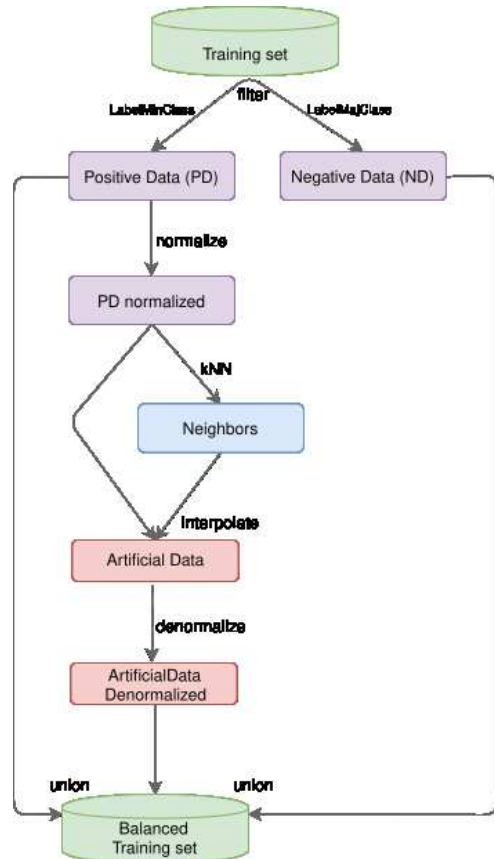 Training set
filter
LabelMinClass
LabelMajClass
Positive Data (PD)
Negative Data (ND)
normalize
PD normalized
kNN
Neighbors
interpolate
Artificial Data
denormalize
ArtificialData
Denormalized
union
union
Balanced
Training set